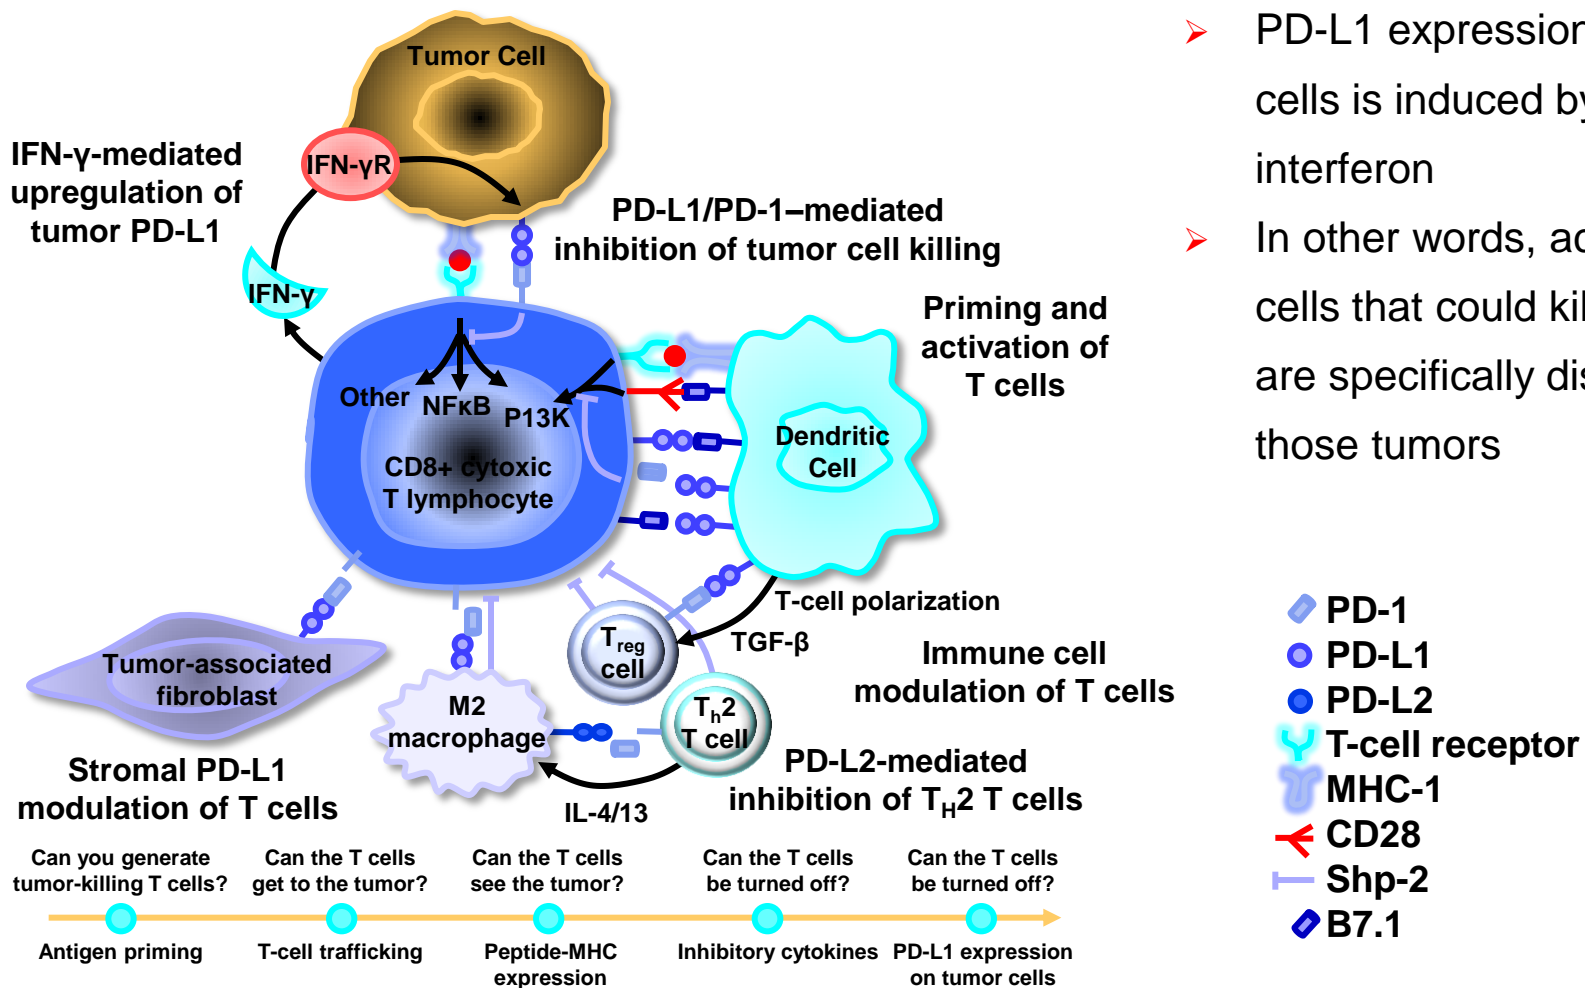 Tumor Cell
IFN-γR
IFN-γ-mediated
upregulation of
tumor PD-L1
IFN-γ
PD-L1/PD-1–mediated
inhibition of tumor cell killing
Priming and
activation of
T cells
Other
NFκB
P13K
CD8+ cytoxic
T lymphocyte
Dendritic
Cell
T-cell polarization
TGF-β
Treg
cell
Immune cell
modulation of T cells
Tumor-associated
fibroblast
M2
macrophage
Th2
T cell
Stromal PD-L1
modulation of T cells
PD-L2-mediated
inhibition of TH2 T cells
IL-4/13
Can you generate
tumor-killing T cells?
Can the T cells
get to the tumor?
Can the T cells
see the tumor?
Can the T cells
be turned off?
Can the T cells
be turned off?
Antigen priming
T-cell trafficking
Peptide-MHC
expression
Inhibitory cytokines
PD-L1 expression
on tumor cells
PD-L1 expression
cells is induced by
interferon
In other words,
cells that could
are specifically
those tumors
PD-1
PD-L1
PD-L2
T-cell receptor
MHC-1
CD28
Shp-2
B7.1